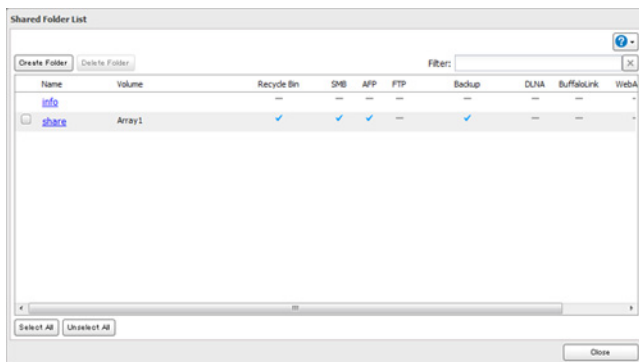 Shared Folder List
Create Folder Delete Folder Filter:
Name Volume Recycle Bin SMB AFP FTP Backup DLNA BuffaloLink WebA
info
share Array1
Select All Unselect All
Close